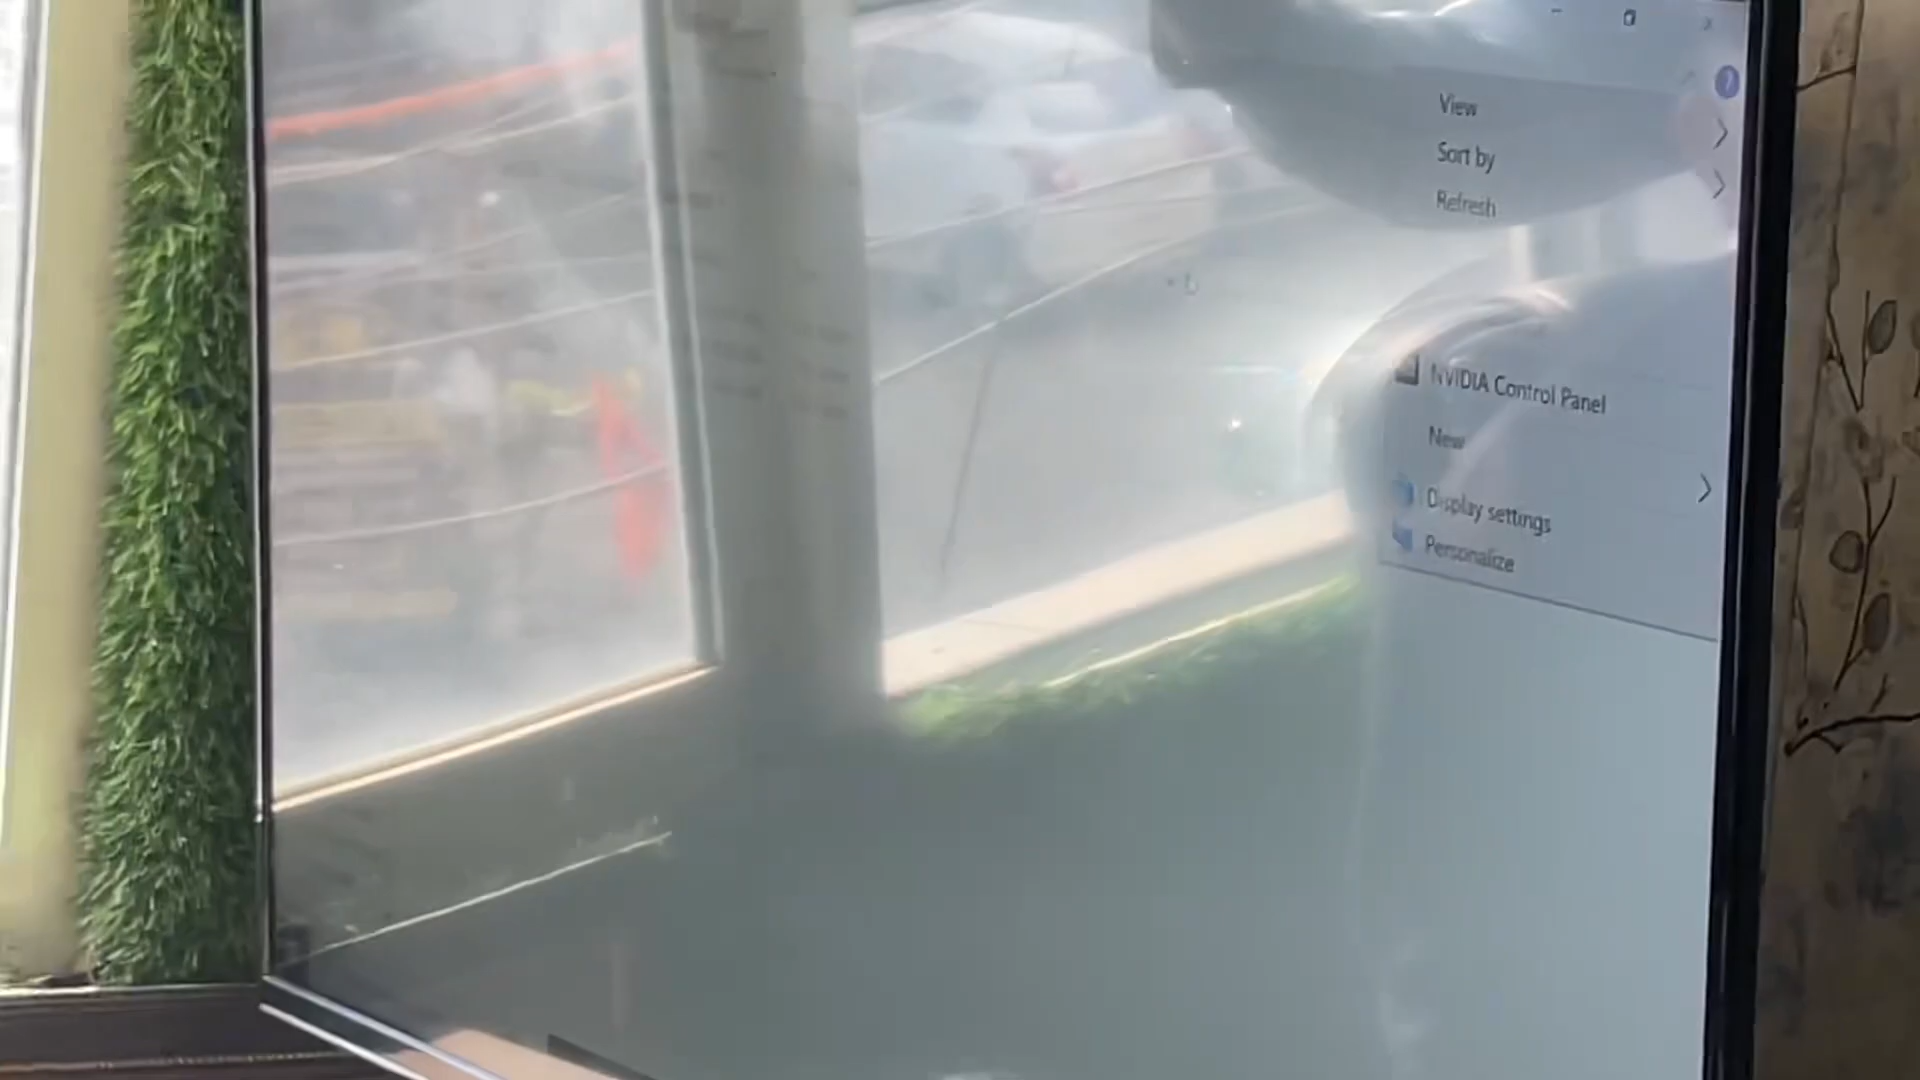 View
Sort by
Refresh
NVIDIA Control Panel
New
Display settings
Personalize